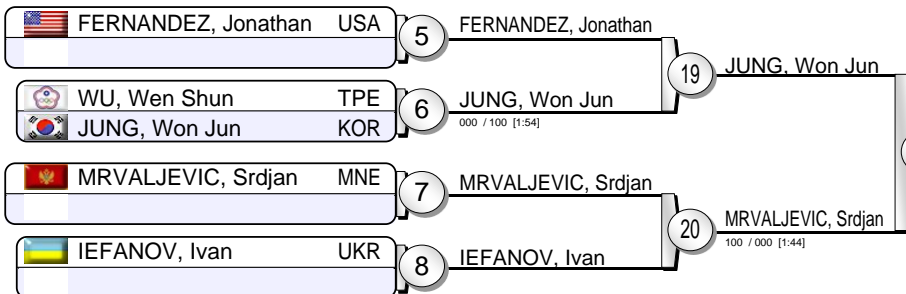 FERNANDEZ, Jonathan USA
5
FERNANDEZ, Jonathan
WU, Wen Shun TPE
JUNG, Won Jun KOR
6
JUNG, Won Jun
000 / 100 [1:54]
19
JUNG, Won Jun
MRVALJEVIC, Srdjan MNE
7
MRVALJEVIC, Srdjan
IEFANOV, Ivan UKR
8
IEFANOV, Ivan
20
MRVALJEVIC, Srdjan
100 / 000 [1:44]